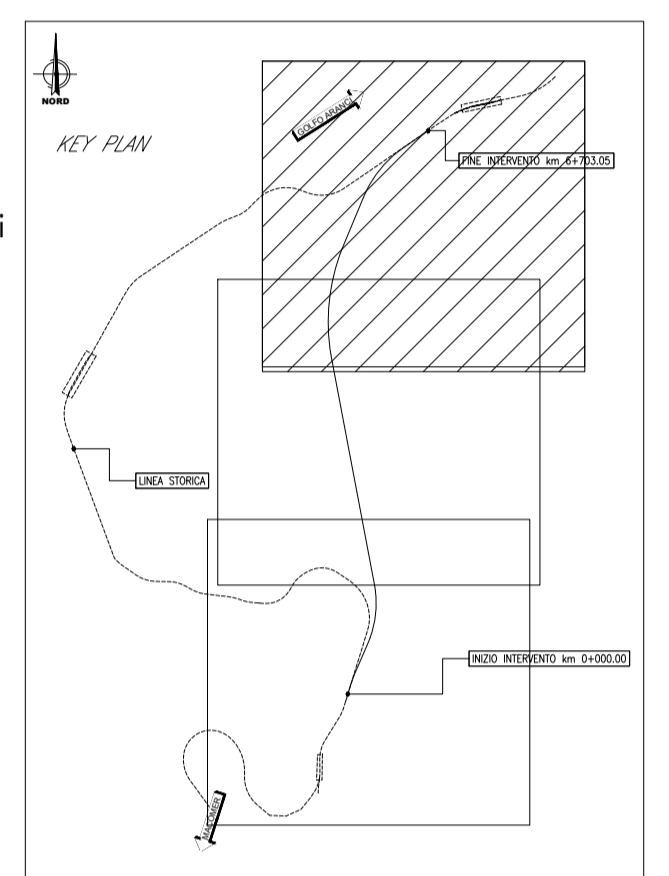 NORD
KEY PLAN
GOLFO ARANCI
FINE INTERVENTO km 6+703.05
i
LINEA STORICA
INIZIO INTERVENTO km 0+000.00
MACOMER